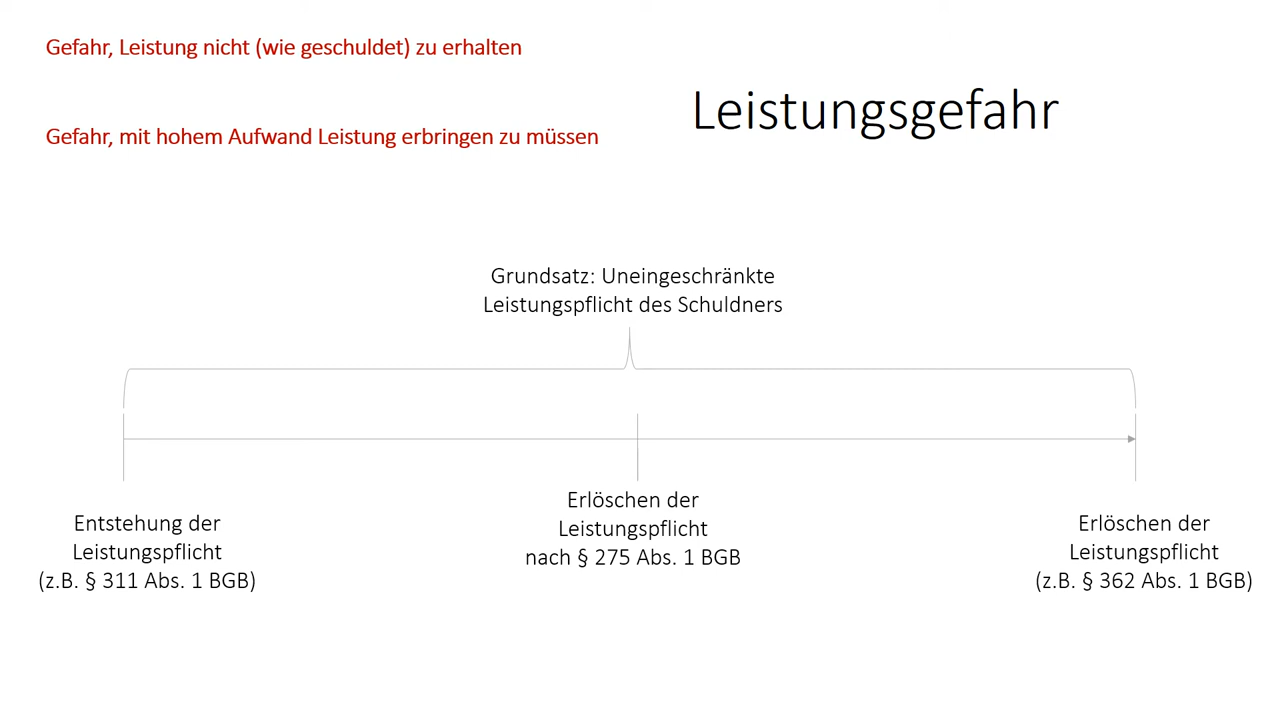 Gefahr, Leistung nicht (wie geschuldet) zu erhalten
Leistungsgefahr
Gefahr, mit hohem Aufwand Leistung erbringen zu müssen
Grundsatz: Uneingeschränkte
Leistungspflicht des Schuldners
Entstehung der
Leistungspflicht
(z.B. § 311 Abs. 1 BGB)
Erlöschen der
Leistungspflicht
nach § 275 Abs. 1 BGB
Erlöschen der
Leistungspflicht
(z.B. § 362 Abs. 1 BGB)